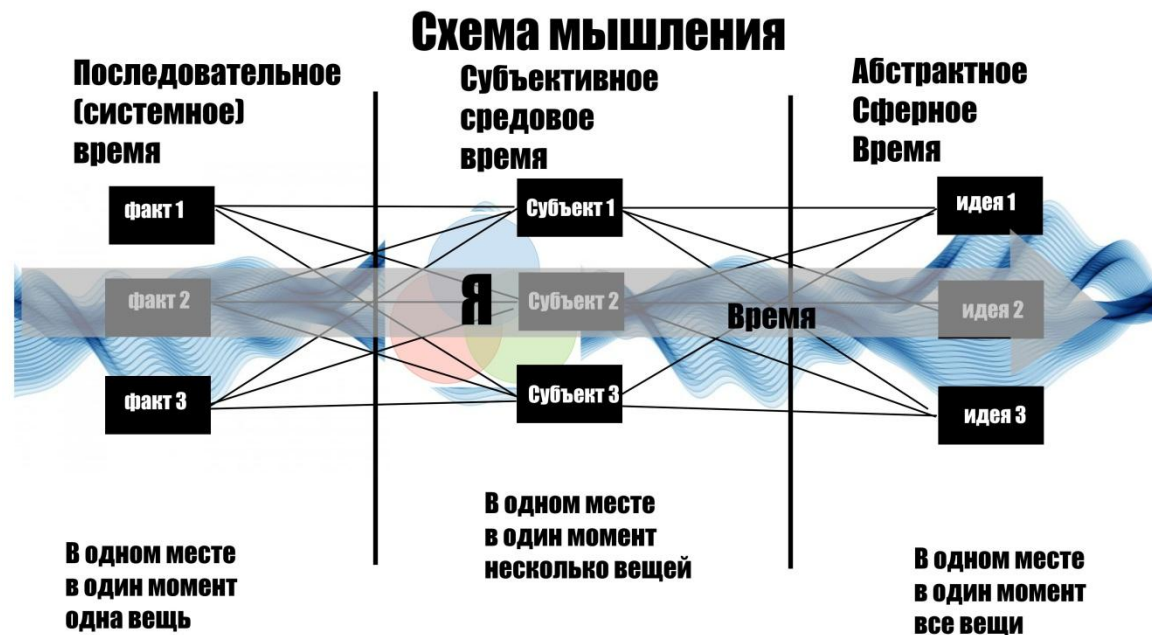 Схема мышления
Последовательное
(системное)
время
Субъективное
средовое
время
Абстрактное
Сферное
Время
факт 1
Субъект 1
идея 1
факт 2
Я
Субъект 2
Время
идея 2
факт 3
Субъект 3
идея 3
В одном месте
в один момент
одна вещь
В одном месте
в один момент
несколько вещей
В одном месте
в один момент
все вещи